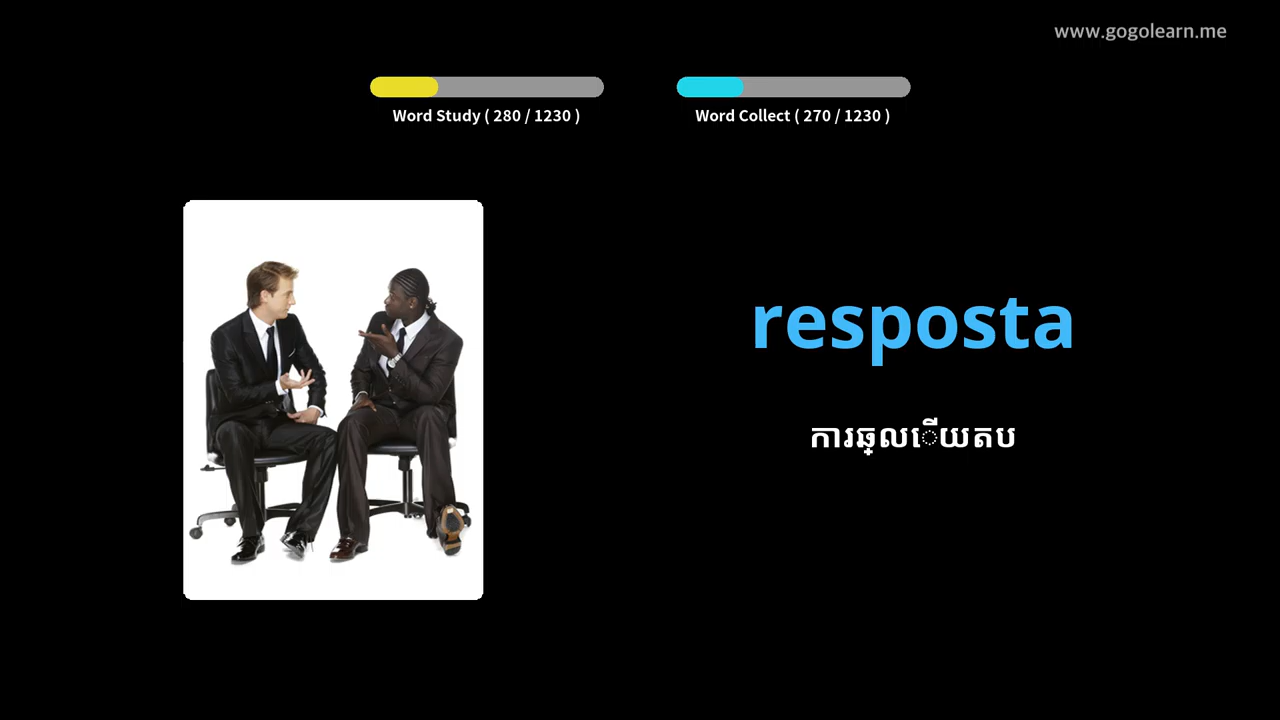 www.gogolearn.me
Word Study ( 280 / 1230 )
Word Collect ( 270 / 1230 )
resposta
ការឆ្លើយតប